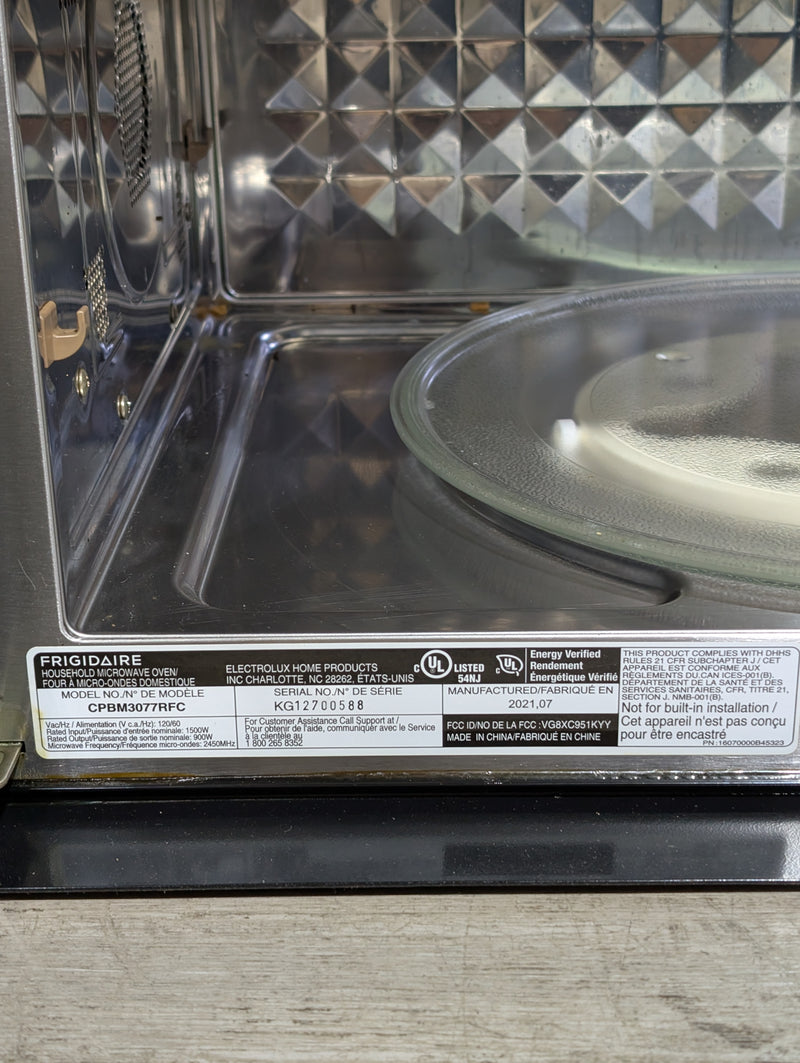 FRIGIDAIRE
HOUSEHOLD MICROWAVE OVEN/
FOUR À MICRO-ONDES DOMESTIQUE
ELECTROLUX HOME PRODUCTS
INC CHARLOTTE, NC 28262, ÉTATS-UNIS
C UL LISTED
54NJ
C UL
Energy Verified
Rendement
Énergétique Vérifié
MODEL NO./N° DE MODÈLE
CPBM3077RFC
SERIAL NO./N° DE SÉRIE
KG12700588
MANUFACTURED/FABRIQUÉ EN
2021,07
Vac/Hz / Alimentation (V c.a./Hz): 120/60
Rated Input/Puissance d'entrée nominale: 1500W
Rated Output/Puissance de sortie nominale: 900W
Microwave Frequency/Fréquence micro-ondes: 2450MHz
For Customer Assistance Call Support at /
Pour obtenir de l'aide, communiquer avec le Service
à la clientèle au
1 800 265 8352
FCC ID/NO DE LA FCC :VG8XC951KYY
MADE IN CHINA/FABRIQUÉ EN CHINE
THIS PRODUCT COMPLIES WITH DHHS
RULES 21 CFR SUBCHAPTER J / CET
APPAREIL EST CONFORME AUX
RÈGLEMENTS DU.CAN ICES-001(B).
DÉPARTEMENT DE LA SANTÉ ET DES
SERVICES SANITAIRES, CFR, TITRE 21,
SECTION J. NMB-001(B).
Not for built-in installation /
Cet appareil n'est pas conçu
pour être encastré
PN:16070000B45323